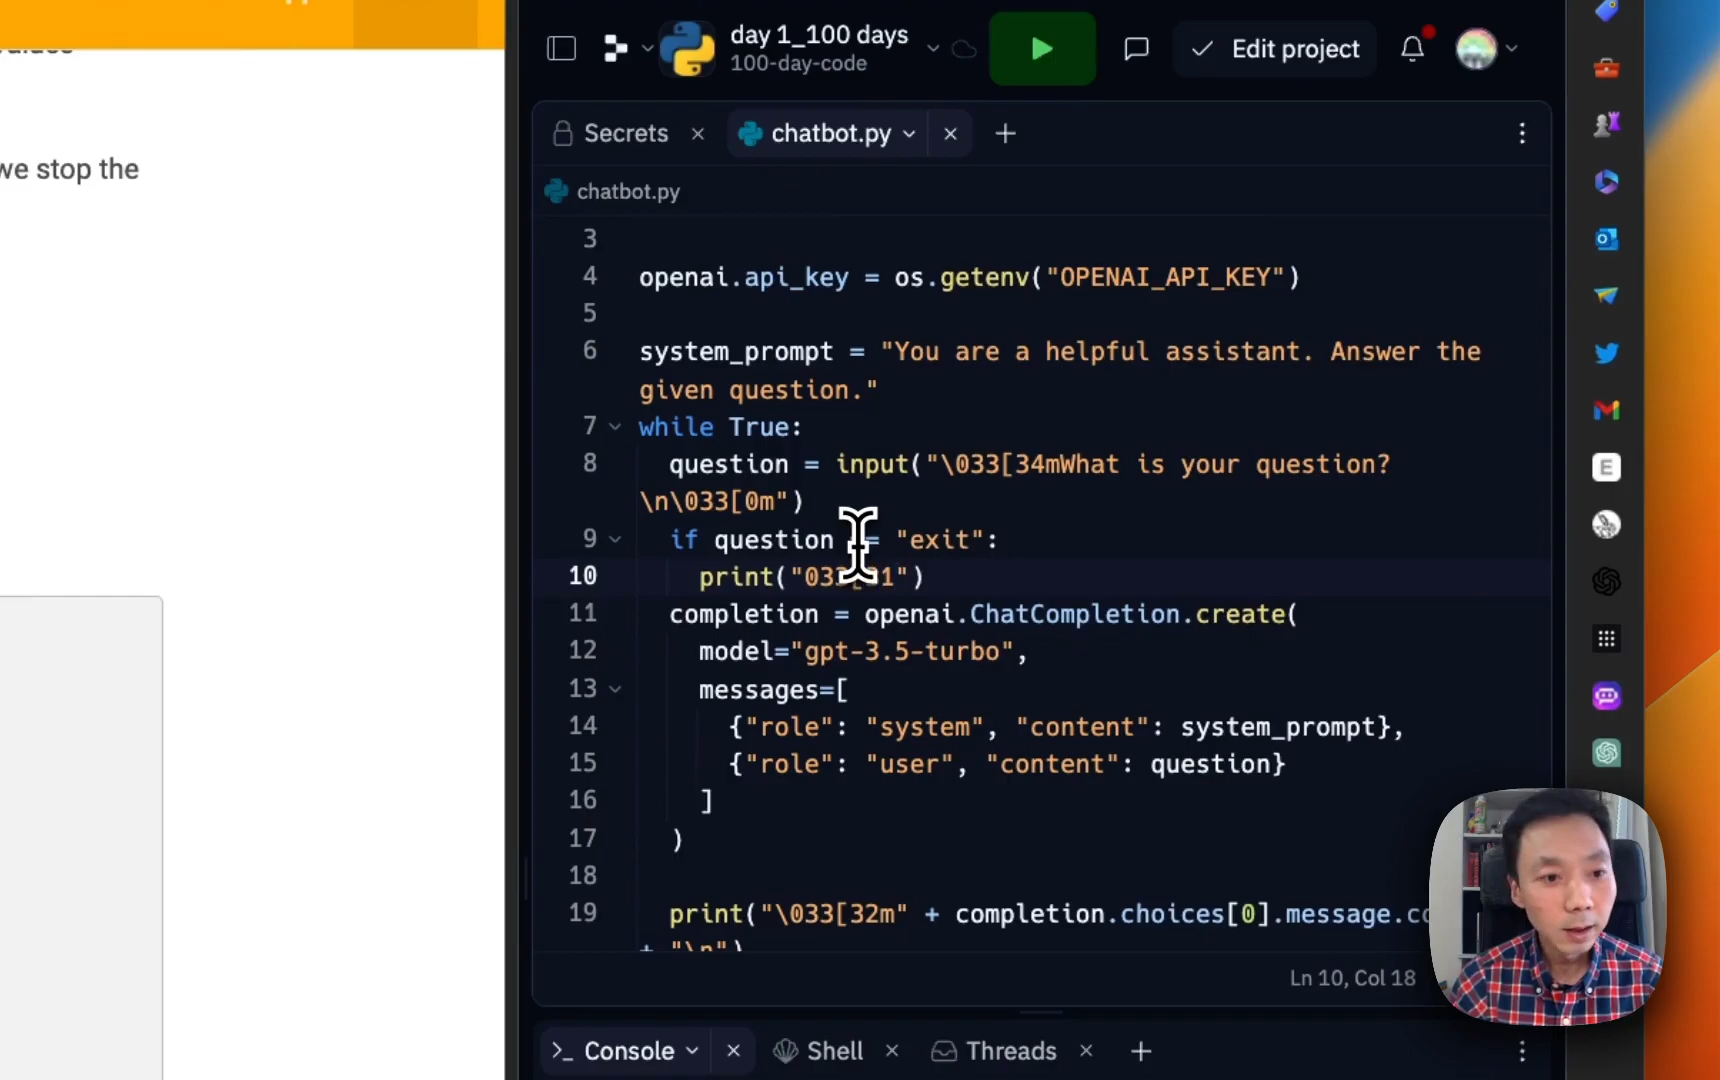 we stop the
day 1_100 days
100-day-code
Edit project
Secrets
chatbot.py
chatbot.py
3
4 openai.api_key = os.getenv("OPENAI_API_KEY")
5
6 system_prompt = "You are a helpful assistant. Answer the
given question."
7 while True:
8 question = input("\033[34mWhat is your question?
\n\033[0m")
9 if question = "exit":
10 print("033[31")
11 completion = openai.ChatCompletion.create(
12 model="gpt-3.5-turbo",
13 messages=[
14 {"role": "system", "content": system_prompt},
15 {"role": "user", "content": question}
16 ]
17 )
18
19 print("\033[32m" + completion.choices[0].message.co
+ "\n")
Ln 10, Col 18
>_ Console
Shell
Threads